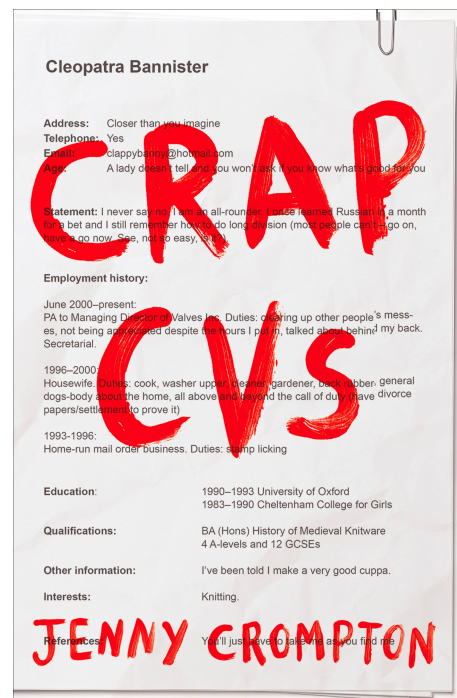 Cleopatra Bannister
CRAP
Address: Closer than you imagine
Telephone: Yes
Email: clappybanny@hotmail.com
Age: A lady doesn't tell and you won't ask if you know what's good for you
Statement: I never say no. I am an all-rounder. I once learned Russian in a month
for a bet and I still remember how to do long division (most people can't – go on,
have a go now. See, not so easy, is it?)
Employment history:
CVs
June 2000–present:
PA to Managing Director of Valves Inc. Duties: clearing up other people's mess-
es, not being appreciated despite the hours I put in, talked about behind my back.
Secretarial.
1996–2000:
Housewife. Duties: cook, washer upper, cleaner, gardener, back rubber, general
dogs-body about the home, all above and beyond the call of duty (have divorce
papers/settlement to prove it)
1993-1996:
Home-run mail order business. Duties: stamp licking
Education: 1990–1993 University of Oxford
1983–1990 Cheltenham College for Girls
Qualifications: BA (Hons) History of Medieval Knitware
4 A-levels and 12 GCSEs
Other information: I've been told I make a very good cuppa.
Interests: Knitting.
JENNY CROMPTON
References: You'll just have to take me as you find me